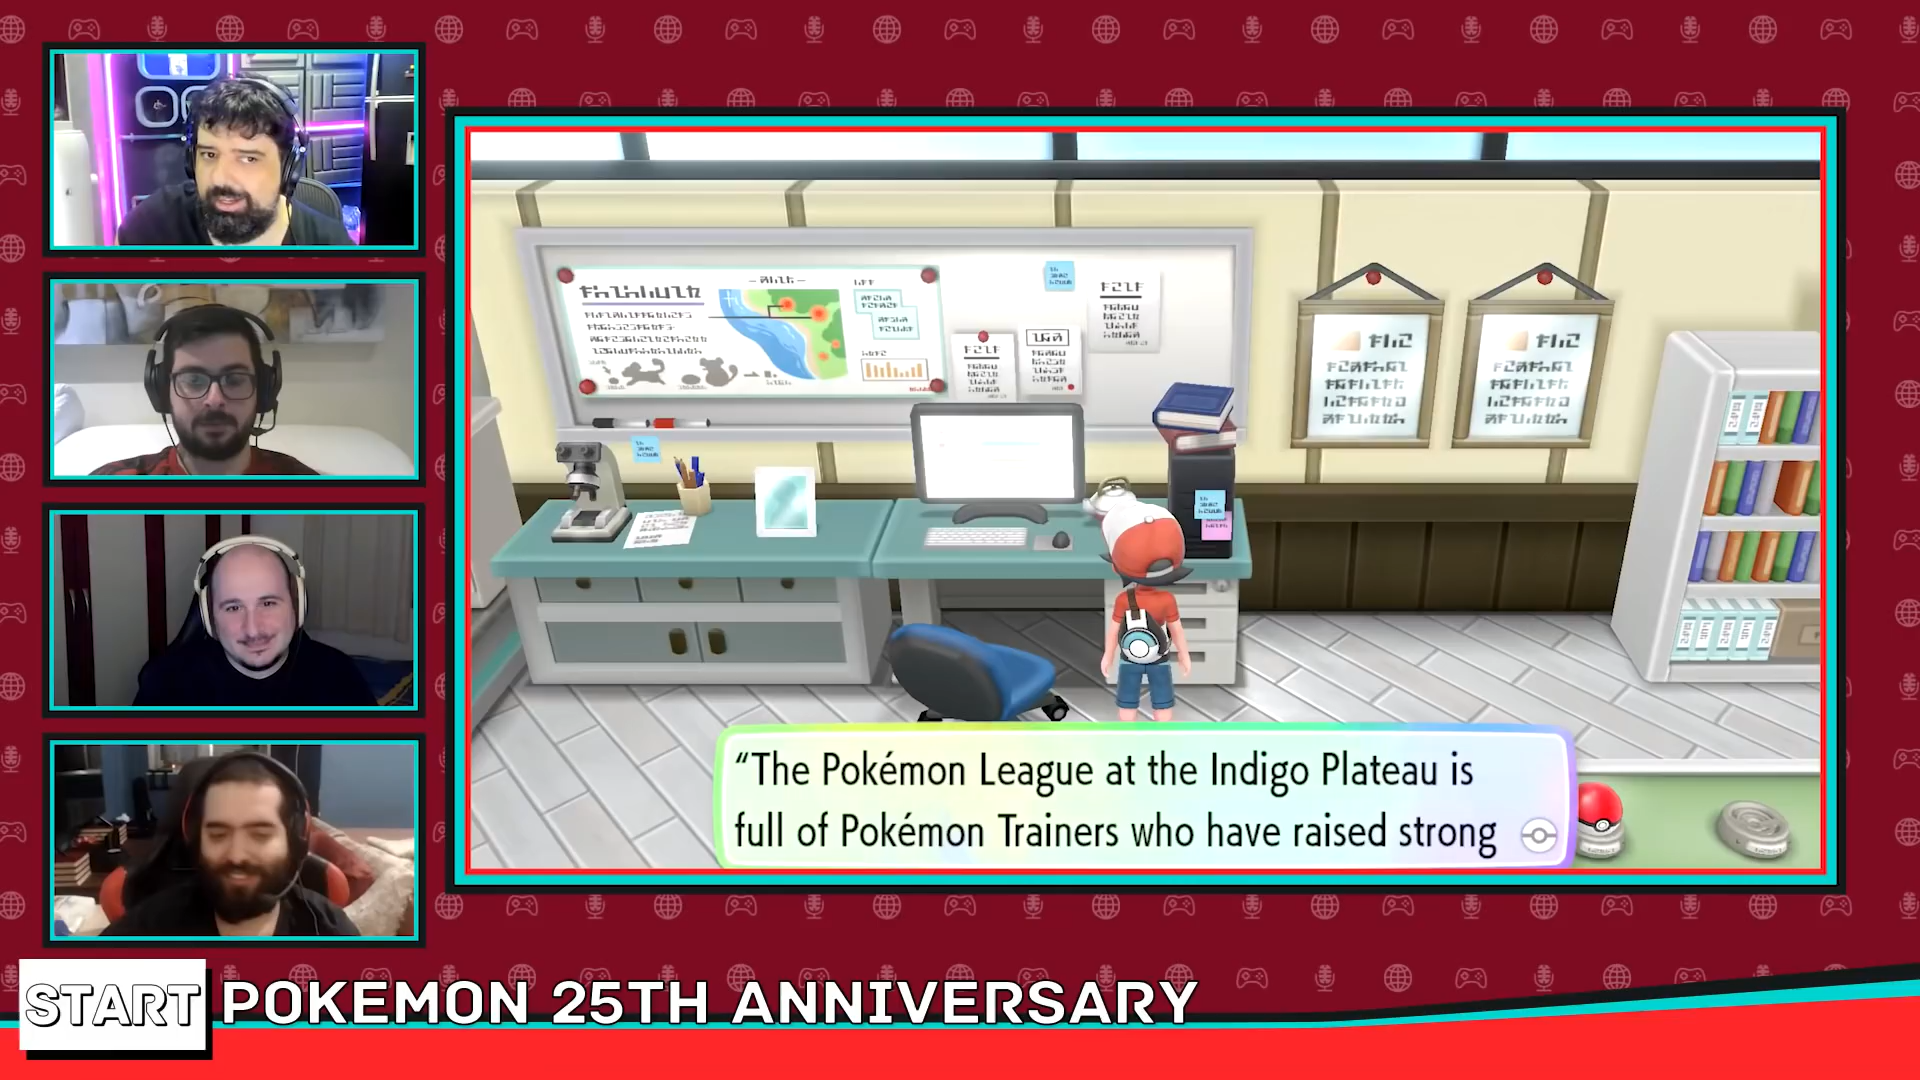 “The Pokémon League at the Indigo Plateau is
full of Pokémon Trainers who have raised strong
START
POKEMON 25TH ANNIVERSARY